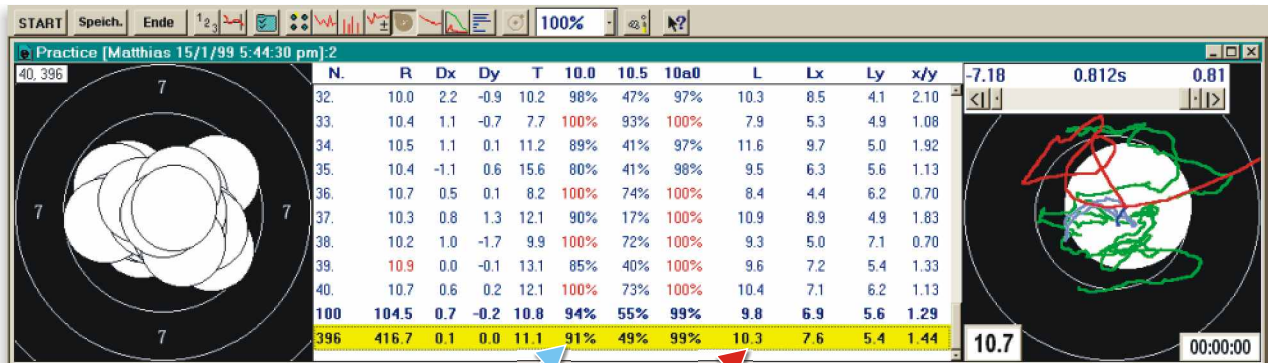 START Speich. Ende 1 2 3 100%
Practice [Matthias 15/1/99 5:44:30 pm]:2
40, 396
7
7 7
7
N. R Dx Dy T 10.0 10.5 10a0 L Lx Ly x/y
32. 10.0 2.2 -0.9 10.2 98% 47% 97% 10.3 8.5 4.1 2.10
33. 10.4 1.1 -0.7 7.7 100% 93% 100% 7.9 5.3 4.9 1.08
34. 10.5 1.1 0.1 11.2 89% 41% 97% 11.6 9.7 5.0 1.92
35. 10.4 -1.1 0.6 15.6 80% 41% 98% 9.5 6.3 5.6 1.13
36. 10.7 0.5 0.1 8.2 100% 74% 100% 8.4 4.4 6.2 0.70
37. 10.3 0.8 1.3 12.1 90% 17% 100% 10.9 8.9 4.9 1.83
38. 10.2 1.0 -1.7 9.9 100% 72% 100% 9.3 5.0 7.1 0.70
39. 10.9 0.0 -0.1 13.1 85% 40% 100% 9.6 7.2 5.4 1.33
40. 10.7 0.6 0.2 12.1 100% 73% 100% 10.4 7.1 6.2 1.13
100 104.5 0.7 -0.2 10.8 94% 55% 99% 9.8 6.9 5.6 1.29
396 416.7 0.1 0.0 11.1 91% 49% 99% 10.3 7.6 5.4 1.44
-7.18 0.812s 0.81
10.7 00:00:00